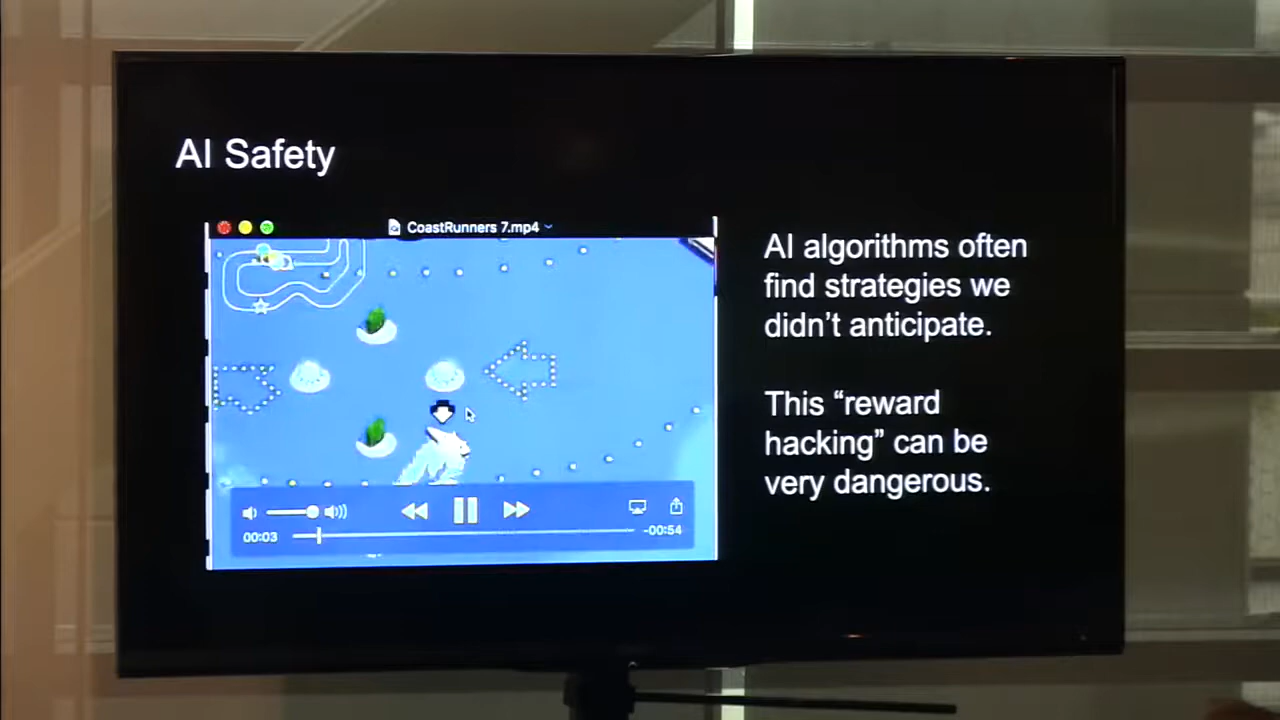 AI Safety
CoastRunners 7.mp4
AI algorithms often
find strategies we
didn't anticipate.
This “reward
hacking” can be
very dangerous.
00:03
-00:54